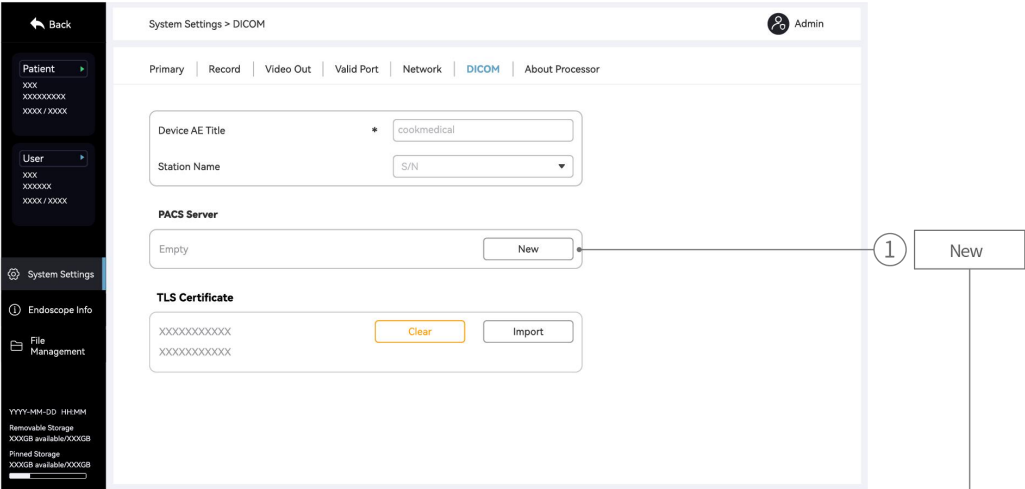 Back
System Settings > DICOM
Admin
Patient
XXX
XXXXXXXXX
XXXX / XXXX
User
XXX
XXXXXX
XXXX / XXXX
System Settings
Endoscope Info
File
Management
YYYY-MM-DD HH:MM
Removable Storage
XXXGB available/XXXGB
Pinned Storage
XXXGB available/XXXGB
Primary | Record | Video Out | Valid Port | Network | DICOM | About Processor
Device AE Title * cookmedical
Station Name S/N
PACS Server
Empty New
TLS Certificate
XXXXXXXXXXX Clear Import
XXXXXXXXXXX
1 New